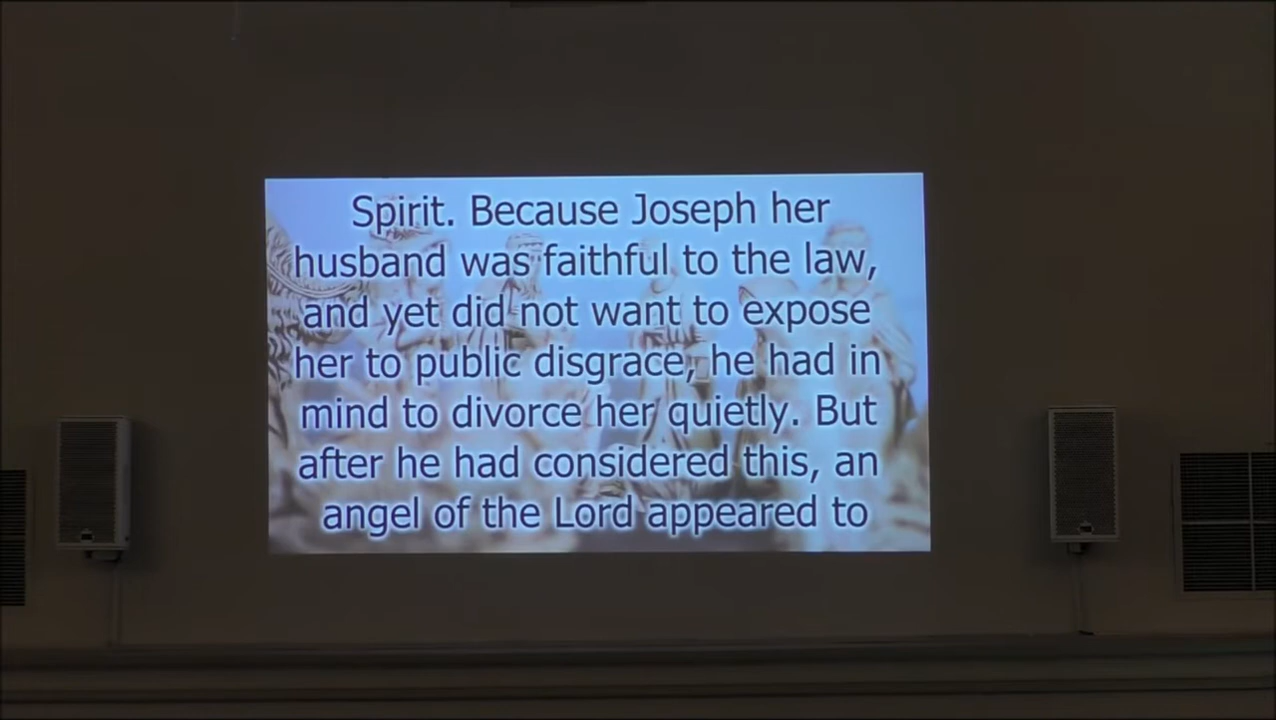 Spirit. Because Joseph her
husband was faithful to the law,
and yet did not want to expose
her to public disgrace, he had in
mind to divorce her quietly. But
after he had considered this, an
angel of the Lord appeared to